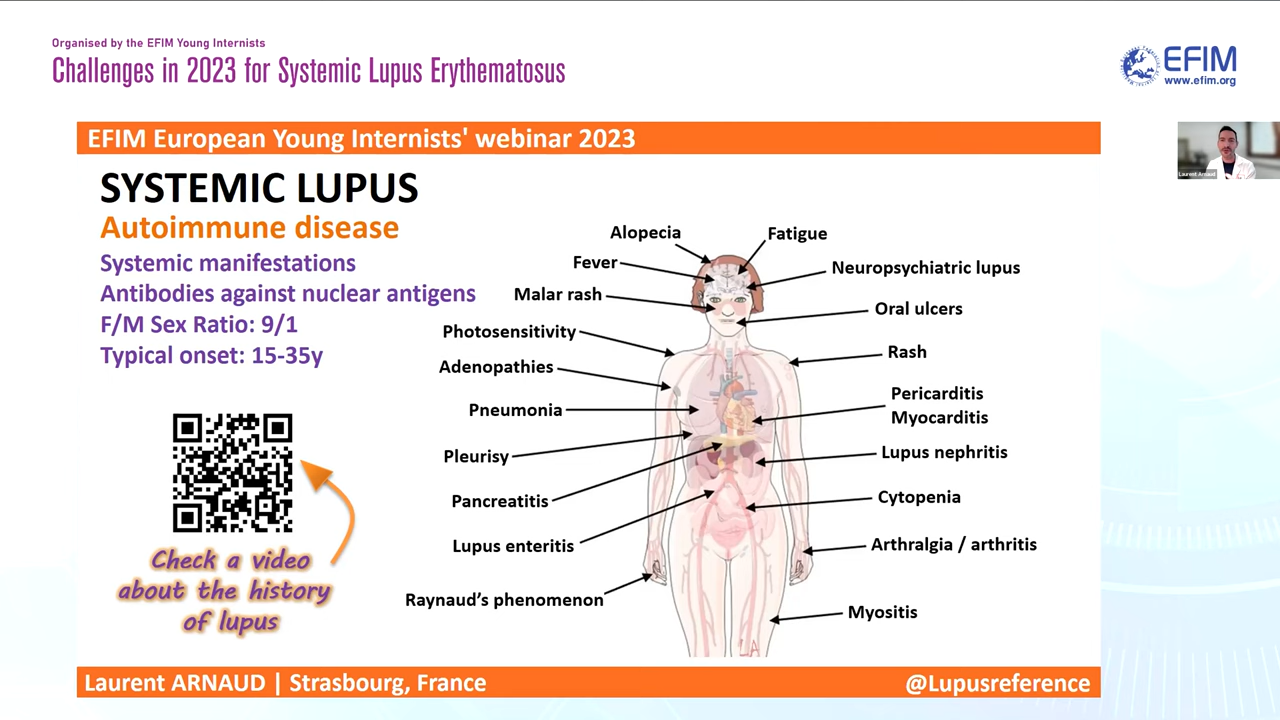 Organised by the EFIM Young Internists
Challenges in 2023 for Systemic Lupus Erythematosus
EFIM
www.efim.org
EFIM European Young Internists' webinar 2023
Laurent Arnaud
SYSTEMIC LUPUS
Autoimmune disease
Systemic manifestations
Antibodies against nuclear antigens
F/M Sex Ratio: 9/1
Typical onset: 15-35y
Check a video
about the history
of lupus
Alopecia
Fever
Malar rash
Photosensitivity
Adenopathies
Pneumonia
Pleurisy
Pancreatitis
Lupus enteritis
Raynaud’s phenomenon
Fatigue
Neuropsychiatric lupus
Oral ulcers
Rash
Pericarditis
Myocarditis
Lupus nephritis
Cytopenia
Arthralgia / arthritis
Myositis
LA
Laurent ARNAUD | Strasbourg, France
@Lupusreference